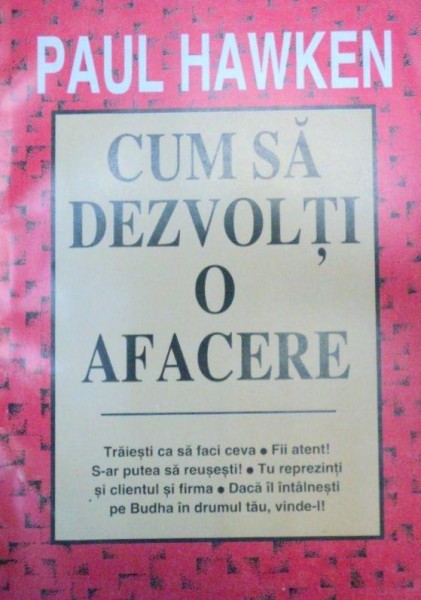 PAUL HAWKEN
CUM SĂ
DEZVOLȚI
O
AFACERE
Trăiești ca să faci ceva ● Fii atent!
S-ar putea să reușești! ● Tu reprezinți
și clientul și firma ● Dacă îl întâlnești
pe Budha în drumul tău, vinde-l!